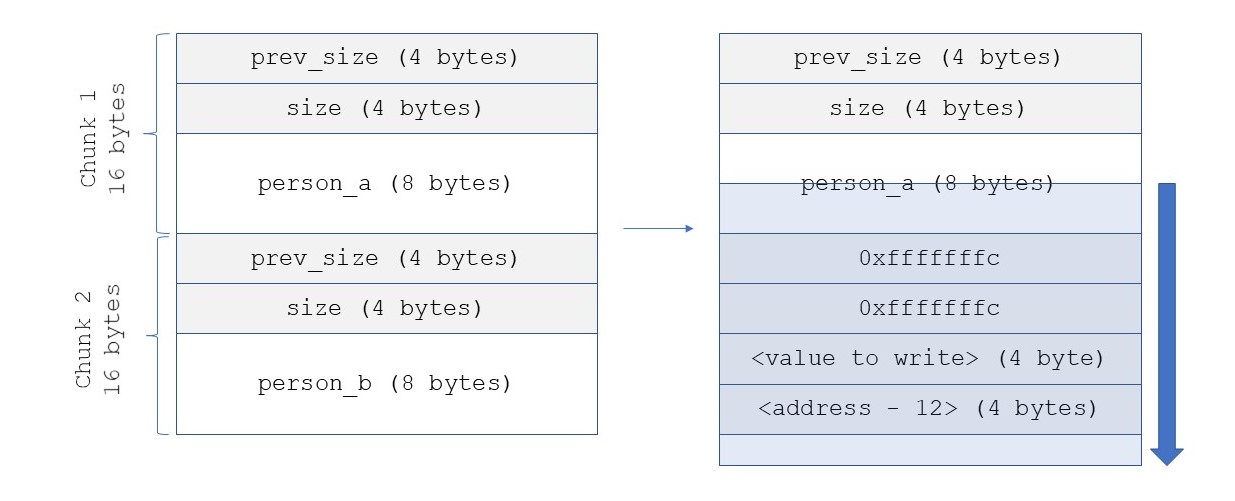 Chunk 1
16 bytes
prev_size (4 bytes)
size (4 bytes)
person_a (8 bytes)
Chunk 2
16 bytes
prev_size (4 bytes)
size (4 bytes)
person_b (8 bytes)
prev_size (4 bytes)
size (4 bytes)
person_a (8 bytes)
0xfffffffc
0xfffffffc
<value to write> (4 byte)
<address - 12> (4 bytes)